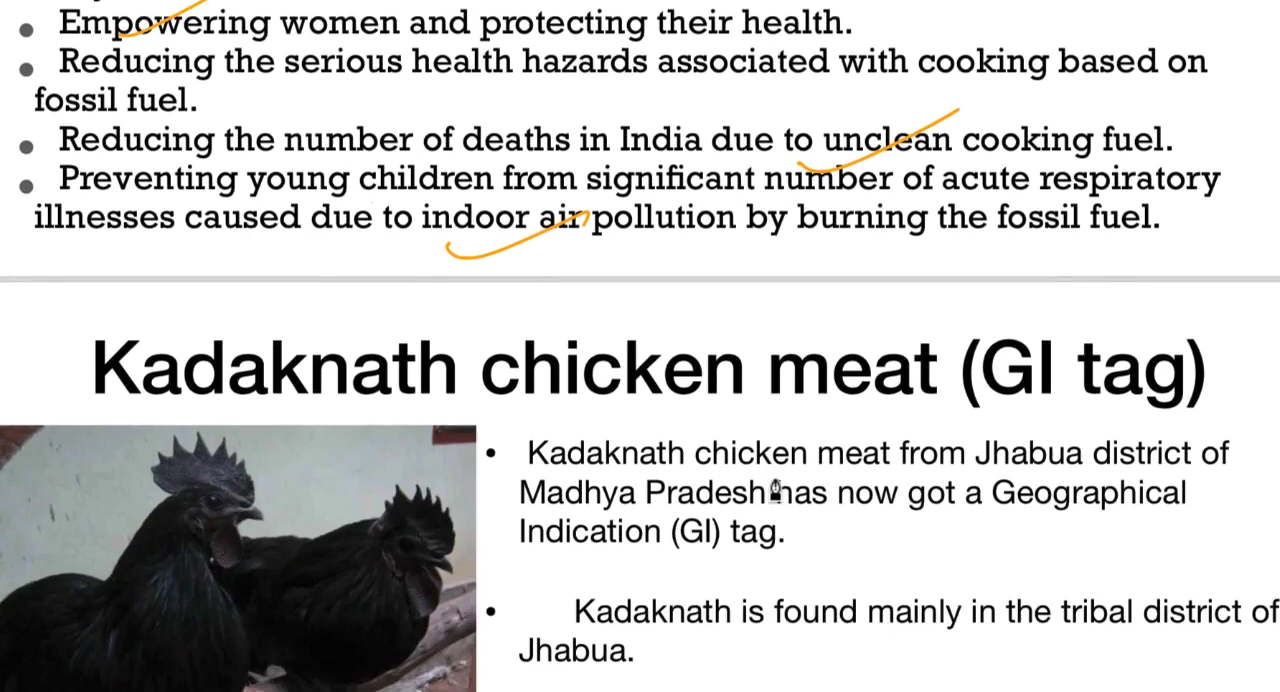 • Empowering women and protecting their health.
• Reducing the serious health hazards associated with cooking based on
fossil fuel.
• Reducing the number of deaths in India due to unclean cooking fuel.
• Preventing young children from significant number of acute respiratory
illnesses caused due to indoor air pollution by burning the fossil fuel.
Kadaknath chicken meat (GI tag)
• Kadaknath chicken meat from Jhabua district of
Madhya Pradesh has now got a Geographical
Indication (GI) tag.
• Kadaknath is found mainly in the tribal district of
Jhabua.